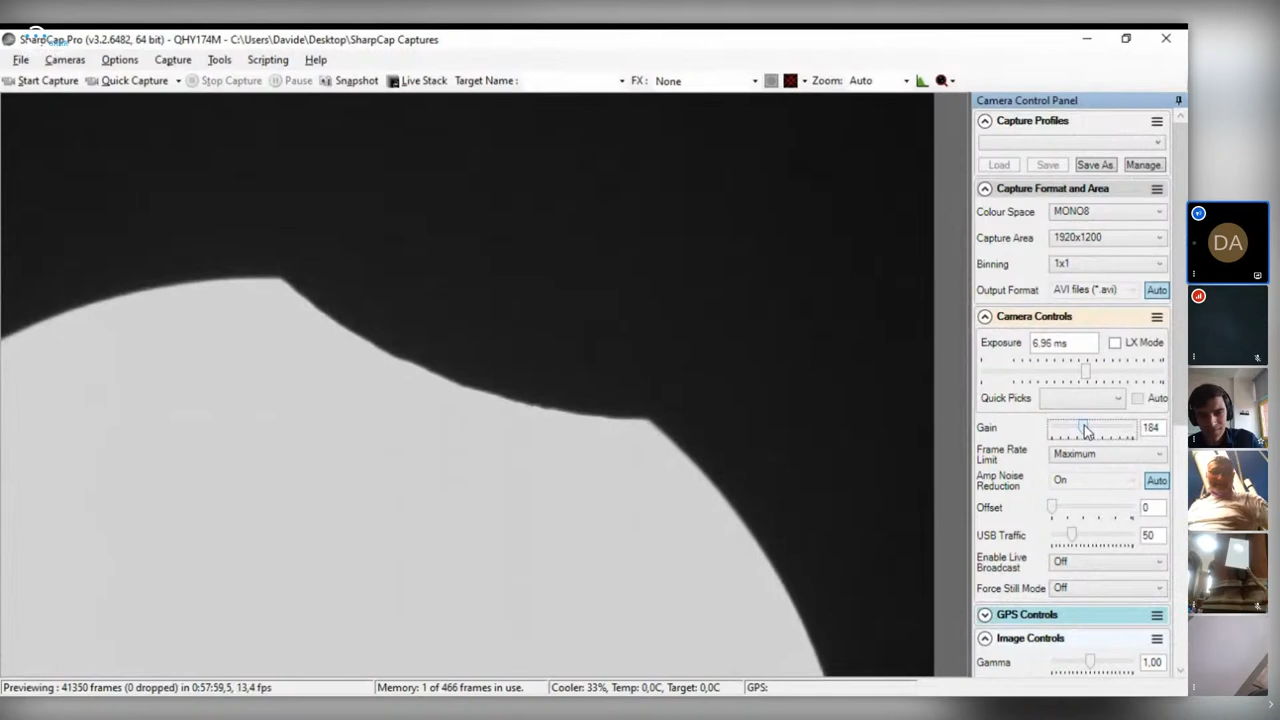 SharpCap Pro (v3.2.6482, 64 bit) - QHY174M - C:\Users\Davide\Desktop\SharpCap Captures
File Cameras Options Capture Tools Scripting Help
Start Capture Quick Capture Stop Capture Pause Snapshot Live Stack Target Name : FX: None Zoom: Auto
Camera Control Panel
Capture Profiles
Load Save Save As. Manage.
Capture Format and Area
Colour Space MONO8
Capture Area 1920x1200
Binning 1x1
Output Format AVI files (*.avi) Auto
Camera Controls
Exposure 6.96 ms LX Mode
Quick Picks Auto
Gain 184
Frame Rate Limit Maximum
Amp Noise Reduction On Auto
Offset 0
USB Traffic 50
Enable Live Broadcast Off
Force Still Mode Off
GPS Controls
Image Controls
Gamma 1,00
Previewing : 41350 frames (0 dropped) in 0:57:59,5, 13,4 fps Memory: 1 of 466 frames in use. Cooler: 33%, Temp: 0,0C, Target: 0,0C GPS:
DA